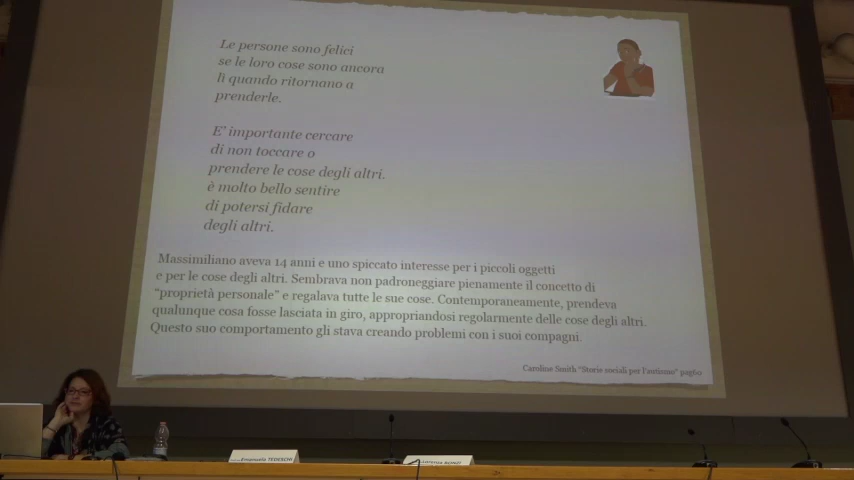 Le persone sono felici
se le loro cose sono ancora
lì quando ritornano a
prenderle.
E' importante cercare
di non toccare o
prendere le cose degli altri.
è molto bello sentire
di potersi fidare
degli altri.
Massimiliano aveva 14 anni e uno spiccato interesse per i piccoli oggetti
e per le cose degli altri. Sembrava non padroneggiare pienamente il concetto di
"proprietà personale" e regalava tutte le sue cose. Contemporaneamente, prendeva
qualunque cosa fosse lasciata in giro, appropriandosi regolarmente delle cose degli altri.
Questo suo comportamento gli stava creando problemi con i suoi compagni.
Caroline Smith "Storie sociali per l'autismo" pag60
Emanuela TEDESCHI